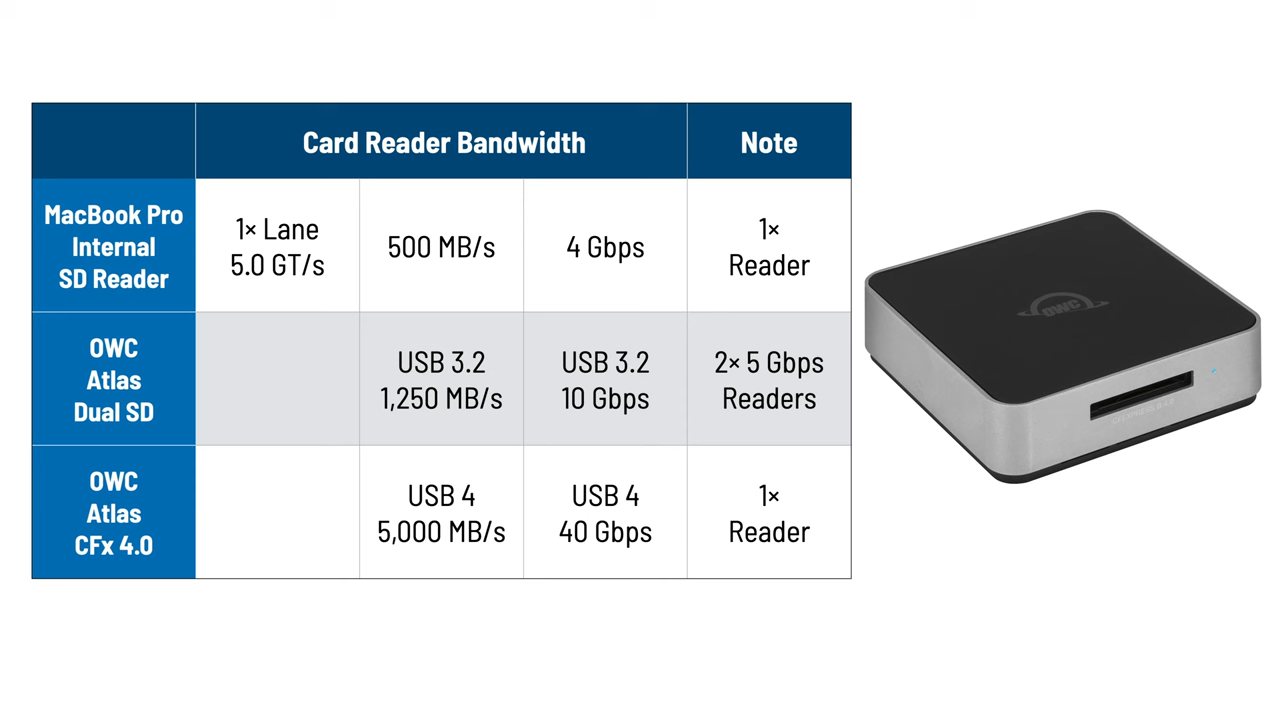 Card Reader Bandwidth
Note
MacBook Pro
Internal
SD Reader
1× Lane
5.0 GT/s
500 MB/s
4 Gbps
1×
Reader
OWC
Atlas
Dual SD
USB 3.2
1,250 MB/s
USB 3.2
10 Gbps
2× 5 Gbps
Readers
OWC
Atlas
CFx 4.0
USB 4
5,000 MB/s
USB 4
40 Gbps
1×
Reader
OWC